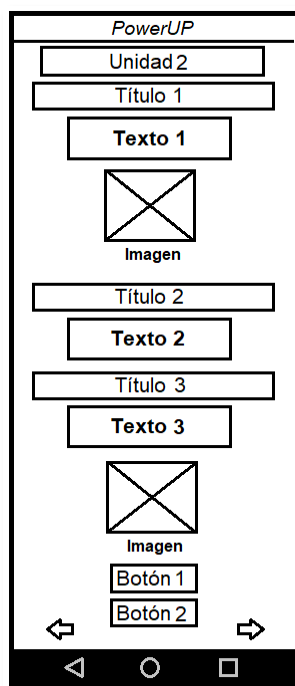 PowerUP
Unidad 2
Título 1
Texto 1
Imagen
Título 2
Texto 2
Título 3
Texto 3
Imagen
Botón 1
Botón 2